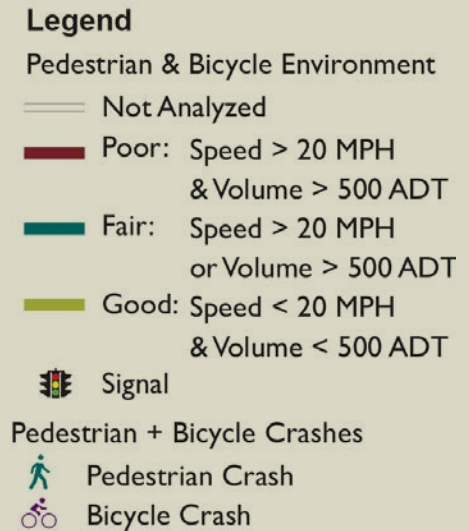 Legend
Pedestrian & Bicycle Environment
Not Analyzed
Poor: Speed > 20 MPH
& Volume > 500 ADT
Fair: Speed > 20 MPH
or Volume > 500 ADT
Good: Speed < 20 MPH
& Volume < 500 ADT
Signal
Pedestrian + Bicycle Crashes
Pedestrian Crash
Bicycle Crash